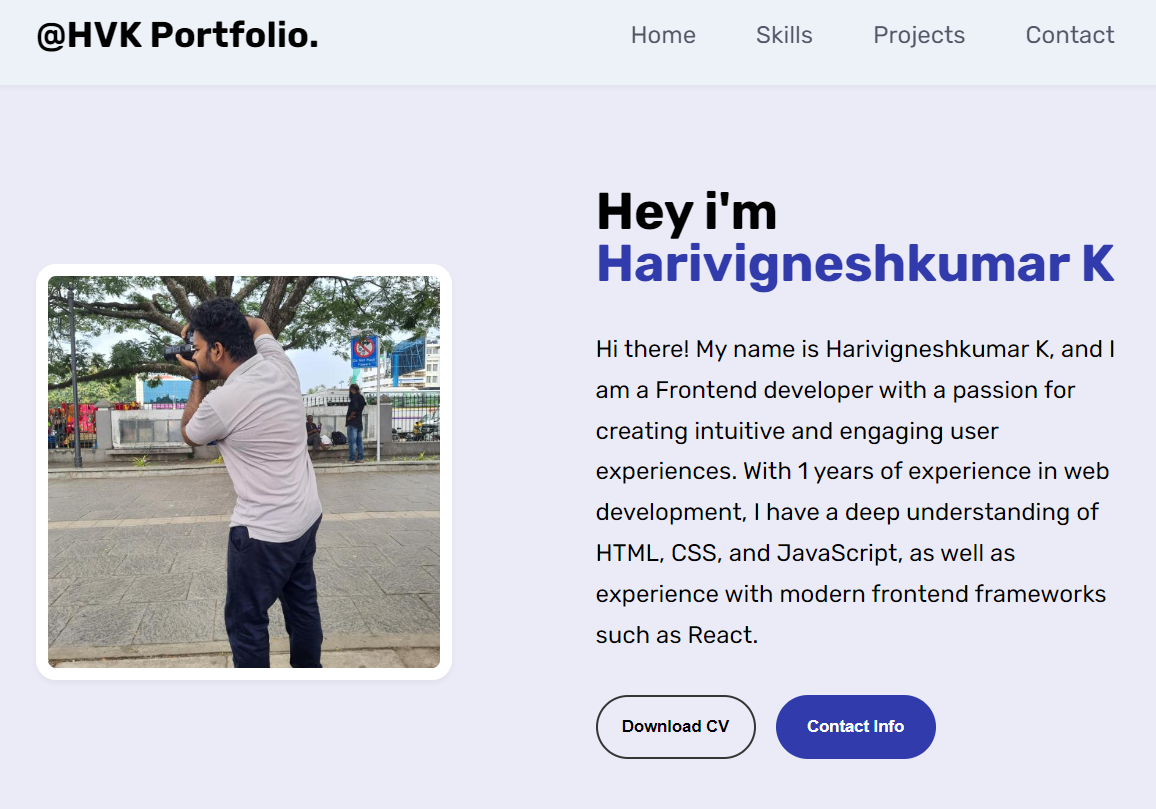 @HVK Portfolio.
Home Skills Projects Contact
Hey i'm
Harivigneshkumar K
Hi there! My name is Harivigneshkumar K, and I
am a Frontend developer with a passion for
creating intuitive and engaging user
experiences. With 1 years of experience in web
development, I have a deep understanding of
HTML, CSS, and JavaScript, as well as
experience with modern frontend frameworks
such as React.
Download CV Contact Info